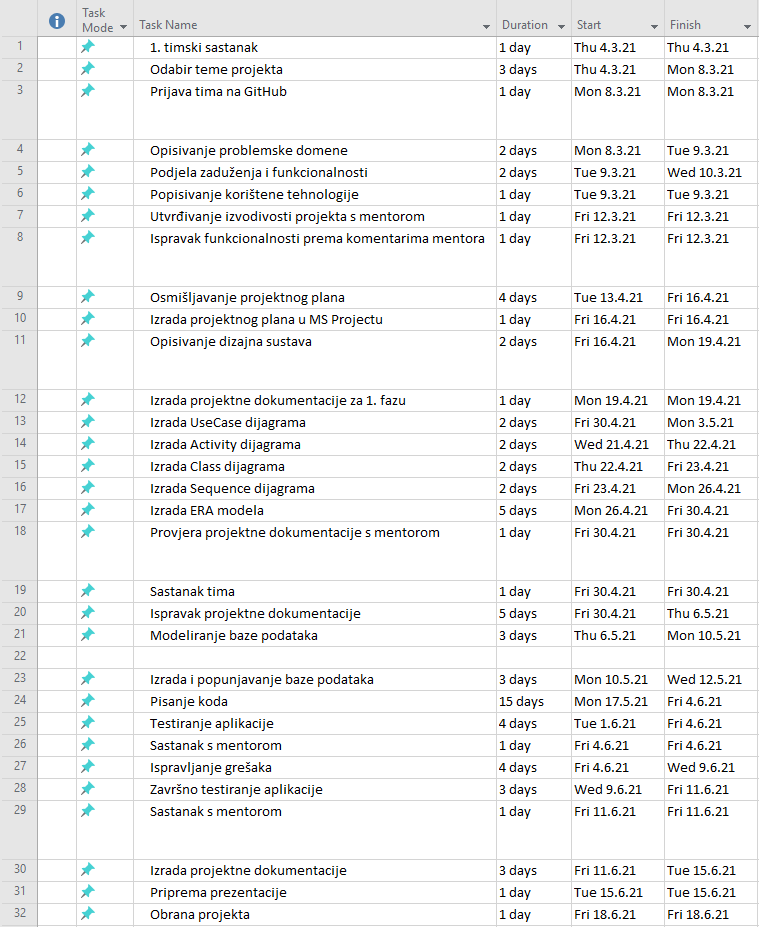 Task Mode Task Name Duration Start Finish
1 1. timski sastanak 1 day Thu 4.3.21 Thu 4.3.21
2 Odabir teme projekta 3 days Thu 4.3.21 Mon 8.3.21
3 Prijava tima na GitHub 1 day Mon 8.3.21 Mon 8.3.21
4 Opisivanje problemske domene 2 days Mon 8.3.21 Tue 9.3.21
5 Podjela zaduženja i funkcionalnosti 2 days Tue 9.3.21 Wed 10.3.21
6 Popisivanje korištene tehnologije 1 day Tue 9.3.21 Tue 9.3.21
7 Utvrđivanje izvodivosti projekta s mentorom 1 day Fri 12.3.21 Fri 12.3.21
8 Ispravak funkcionalnosti prema komentarima mentora 1 day Fri 12.3.21 Fri 12.3.21
9 Osmišljavanje projektnog plana 4 days Tue 13.4.21 Fri 16.4.21
10 Izrada projektnog plana u MS Projectu 1 day Fri 16.4.21 Fri 16.4.21
11 Opisivanje dizajna sustava 2 days Fri 16.4.21 Mon 19.4.21
12 Izrada projektne dokumentacije za 1. fazu 1 day Mon 19.4.21 Mon 19.4.21
13 Izrada UseCase dijagrama 2 days Fri 30.4.21 Mon 3.5.21
14 Izrada Activity dijagrama 2 days Wed 21.4.21 Thu 22.4.21
15 Izrada Class dijagrama 2 days Thu 22.4.21 Fri 23.4.21
16 Izrada Sequence dijagrama 2 days Fri 23.4.21 Mon 26.4.21
17 Izrada ERA modela 5 days Mon 26.4.21 Fri 30.4.21
18 Provjera projektne dokumentacije s mentorom 1 day Fri 30.4.21 Fri 30.4.21
19 Sastanak tima 1 day Fri 30.4.21 Fri 30.4.21
20 Ispravak projektne dokumentacije 5 days Fri 30.4.21 Thu 6.5.21
21 Modeliranje baze podataka 3 days Thu 6.5.21 Mon 10.5.21
22
23 Izrada i popunjavanje baze podataka 3 days Mon 10.5.21 Wed 12.5.21
24 Pisanje koda 15 days Mon 17.5.21 Fri 4.6.21
25 Testiranje aplikacije 4 days Tue 1.6.21 Fri 4.6.21
26 Sastanak s mentorom 1 day Fri 4.6.21 Fri 4.6.21
27 Ispravljanje grešaka 4 days Fri 4.6.21 Wed 9.6.21
28 Završno testiranje aplikacije 3 days Wed 9.6.21 Fri 11.6.21
29 Sastanak s mentorom 1 day Fri 11.6.21 Fri 11.6.21
30 Izrada projektne dokumentacije 3 days Fri 11.6.21 Tue 15.6.21
31 Priprema prezentacije 1 day Tue 15.6.21 Tue 15.6.21
32 Obrana projekta 1 day Fri 18.6.21 Fri 18.6.21